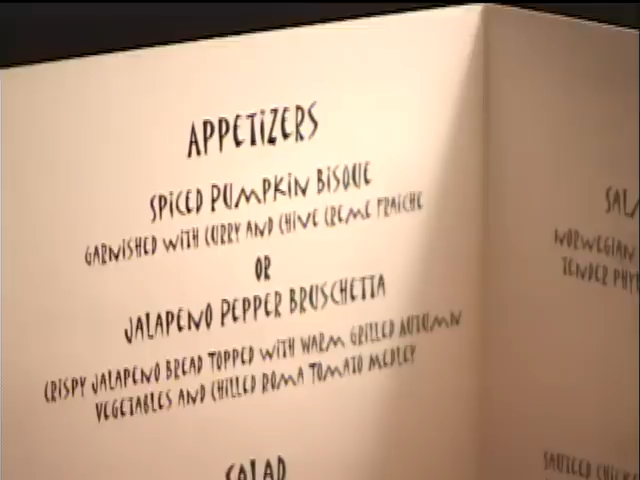 APPETIZERS
SPICED PUMPKIN BISQUE
GARNISHED WITH CURRY AND CHIVE CREME FRAICHE
OR
JALAPENO PEPPER BRUSCHETTA
CRISPY JALAPENO BREAD TOPPED WITH WARM GRILLED AUTUMN
VEGETABLES AND CHILLED ROMA TOMATO MEDLEY
SALAD
NORWEGIAN
TENDER